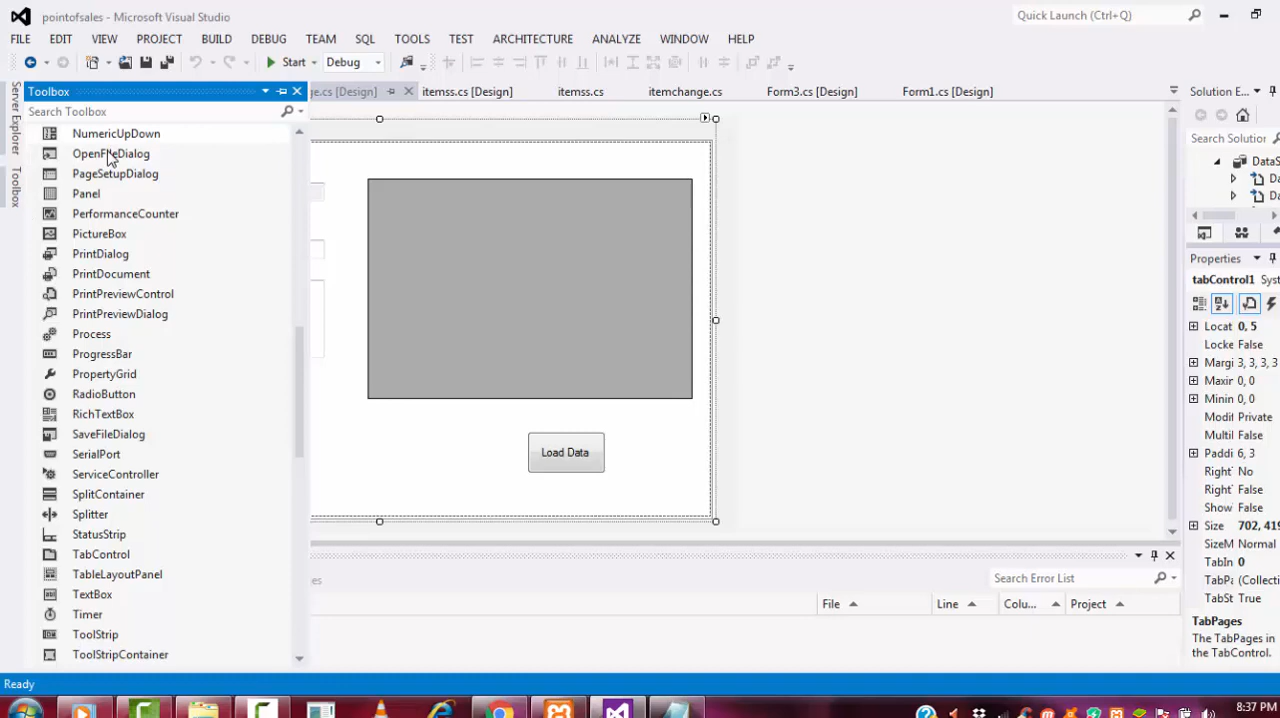 pointofsales - Microsoft Visual Studio
Quick Launch (Ctrl+Q)
FILE EDIT VIEW PROJECT BUILD DEBUG TEAM SQL TOOLS TEST ARCHITECTURE ANALYZE WINDOW HELP
Start Debug
Server Explorer
Toolbox
Toolbox
Search Toolbox
NumericUpDown
OpenFileDialog
PageSetupDialog
Panel
PerformanceCounter
PictureBox
PrintDialog
PrintDocument
PrintPreviewControl
PrintPreviewDialog
Process
ProgressBar
PropertyGrid
RadioButton
RichTextBox
SaveFileDialog
SerialPort
ServiceController
SplitContainer
Splitter
StatusStrip
TabControl
TableLayoutPanel
TextBox
Timer
ToolStrip
ToolStripContainer
ge.cs [Design] itemss.cs [Design] itemss.cs itemchange.cs Form3.cs [Design] Form1.cs [Design]
Load Data
es
Search Error List
File Line Colu... Project
Solution E...
Search Solutio
DataS
Da
Da
Properties
tabControl1 Syst
Locat 0, 5
Locke False
Margi 3, 3, 3, 3
Maxir 0, 0
Minin 0, 0
Modif Private
Multil False
Paddi 6, 3
Right' No
Right' False
Show False
Size 702, 419
SizeM Normal
TabIn 0
TabPa (Collecti
TabSt True
TabPages
The TabPages in
the TabControl.
Ready
8:37 PM